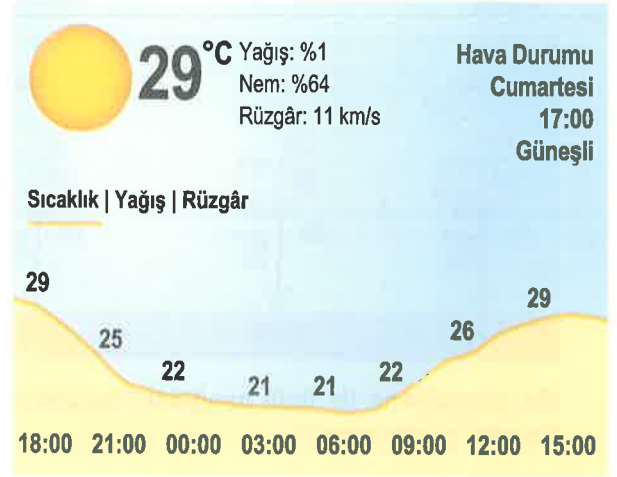 29 °C
Yağış: %1
Nem: %64
Rüzgâr: 11 km/s
Hava Durumu
Cumartesi
17:00
Güneşli
Sıcaklık | Yağış | Rüzgâr
29 25 22 21 21 22 26 29
18:00 21:00 00:00 03:00 06:00 09:00 12:00 15:00